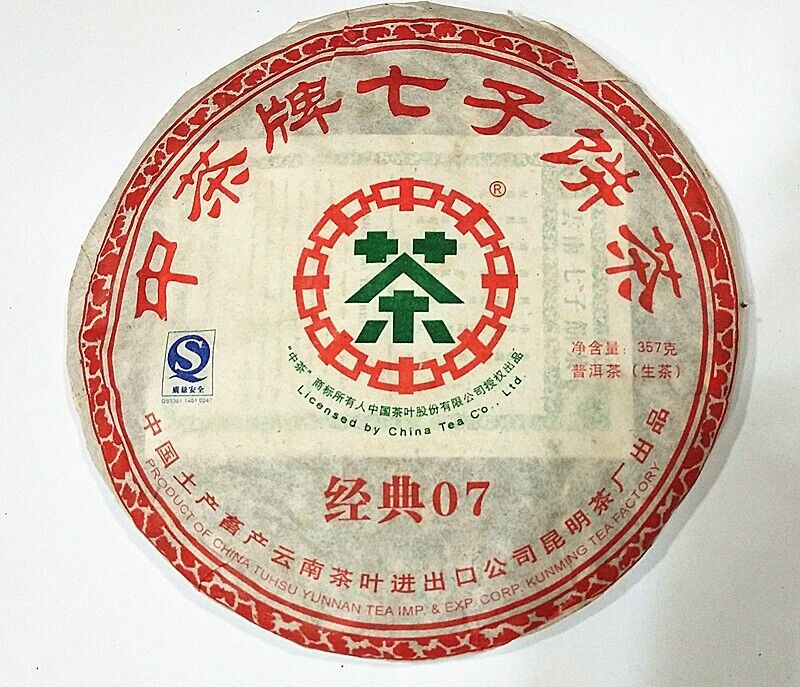 中茶牌七子饼茶
®
茶
"中茶"商标所有人中国茶叶股份有限公司授权出品
Licensed by China Tea Co., Ltd.
净含量：357克
普洱茶（生茶）
质量安全
QS5301 1401 0247
经典07
中国土产畜产云南茶叶进出口公司昆明茶厂出品
PRODUCT OF CHINA TUHSU YUNNAN TEA IMP. & EXP. CORP. KUNMING TEA FACTORY